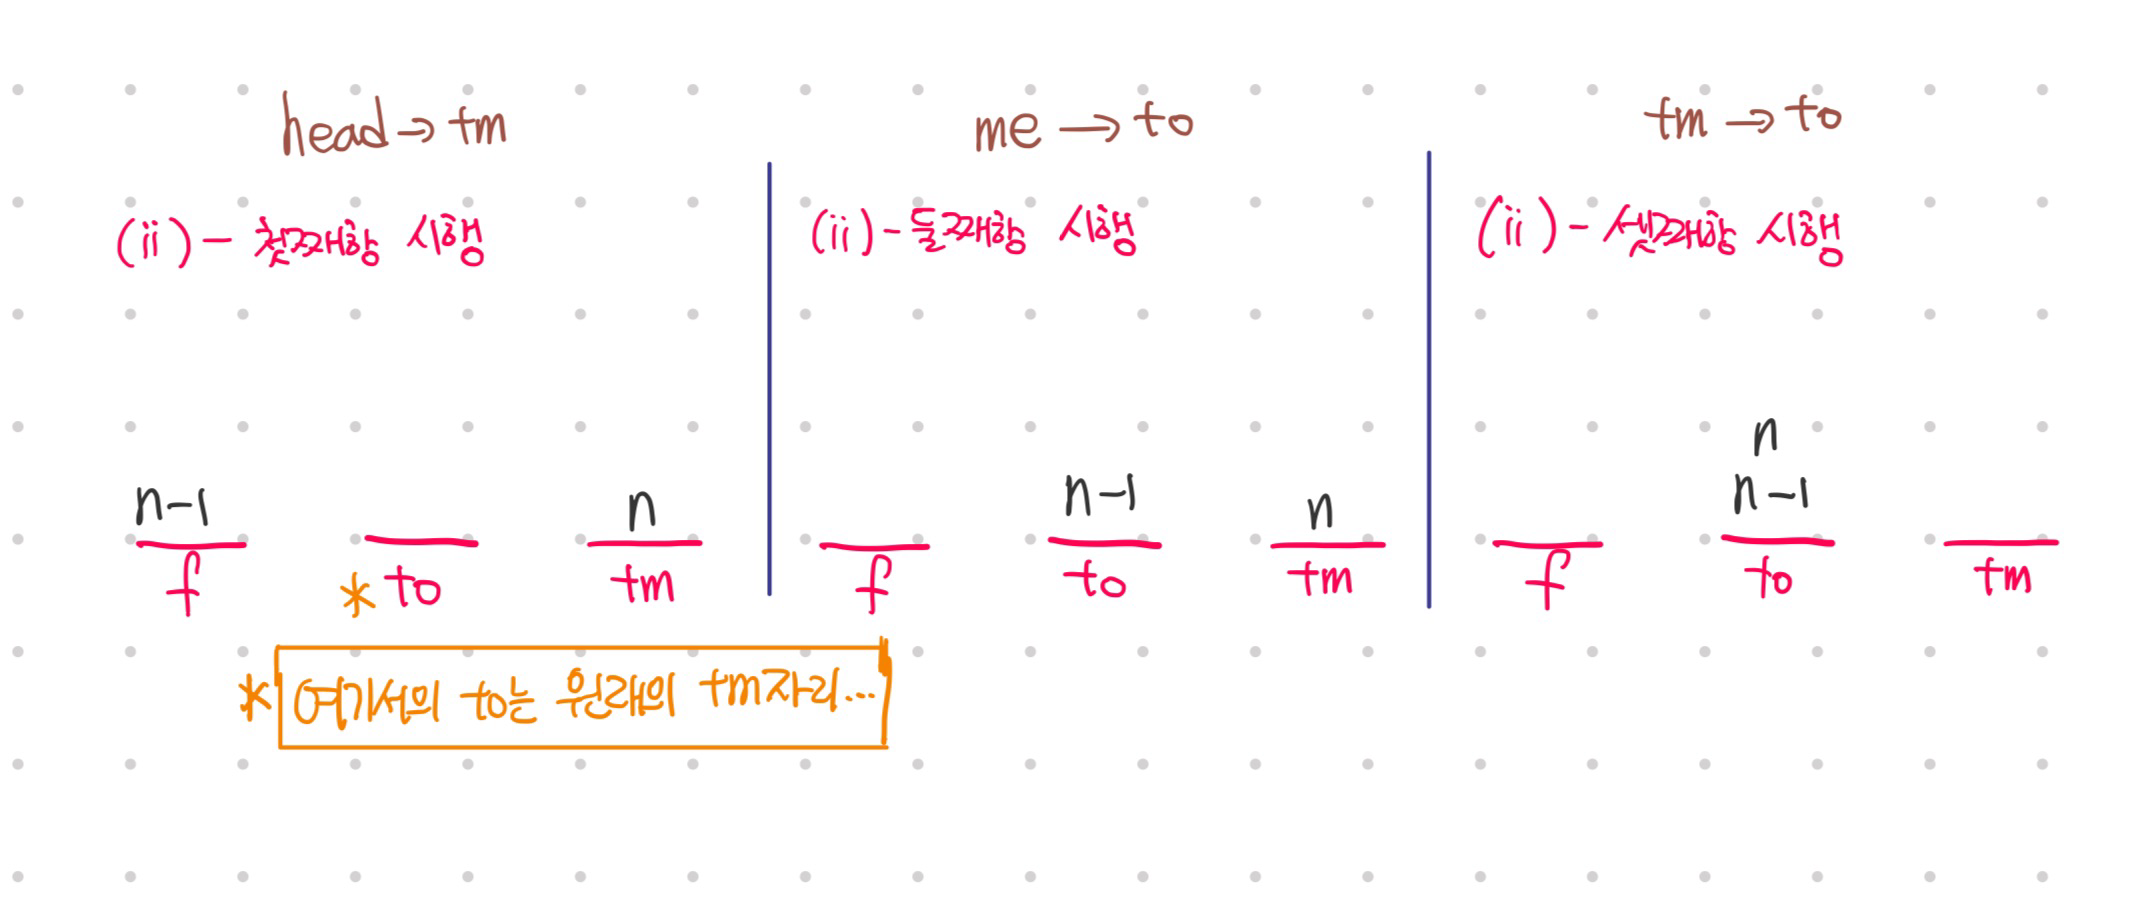 head → tm
(ii) - 첫째항 시행
n-1
n
f
* to
tm
* 여기서의 to는 원래의 tm자리...
me → to
(ii) - 둘째항 시행
n-1
n
f
to
tm
tm → to
(ii) - 셋째항 시행
n
n-1
f
to
tm